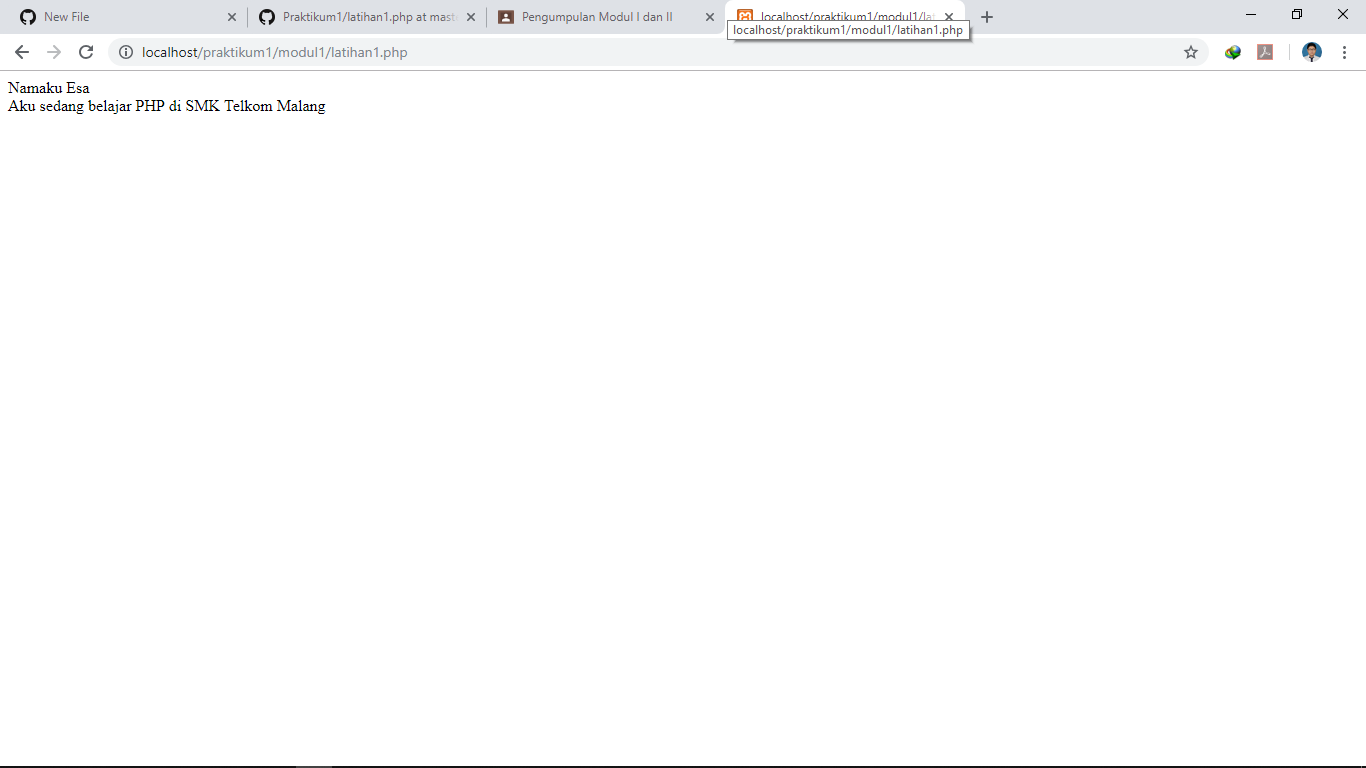 New File
Praktikum1/latihan1.php at mast
Pengumpulan Modul I dan II
localhost/praktikum1/modul1/lat
localhost/praktikum1/modul1/latihan1.php
localhost/praktikum1/modul1/latihan1.php
Namaku Esa
Aku sedang belajar PHP di SMK Telkom Malang